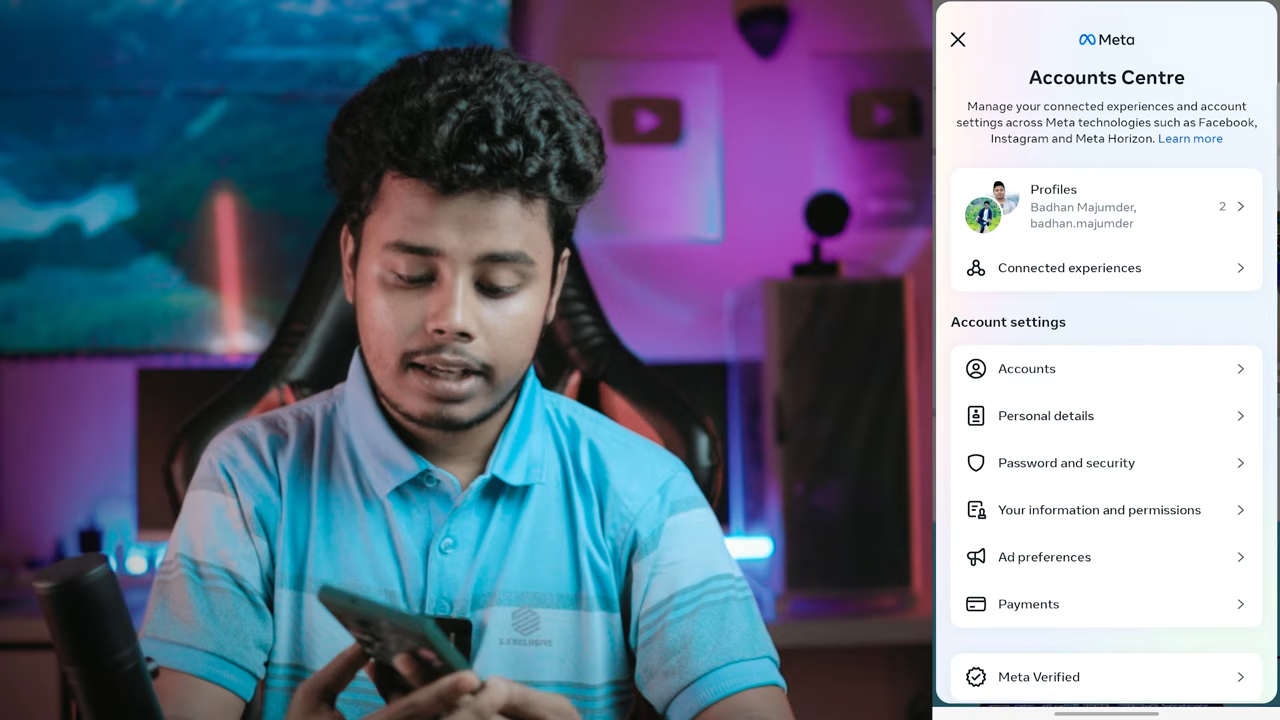 Meta
Accounts Centre
Manage your connected experiences and account
settings across Meta technologies such as Facebook,
Instagram and Meta Horizon. Learn more
Profiles
Badhan Majumder,
badhan.majumder
2
Connected experiences
Account settings
Accounts
Personal details
Password and security
Your information and permissions
Ad preferences
Payments
Meta Verified